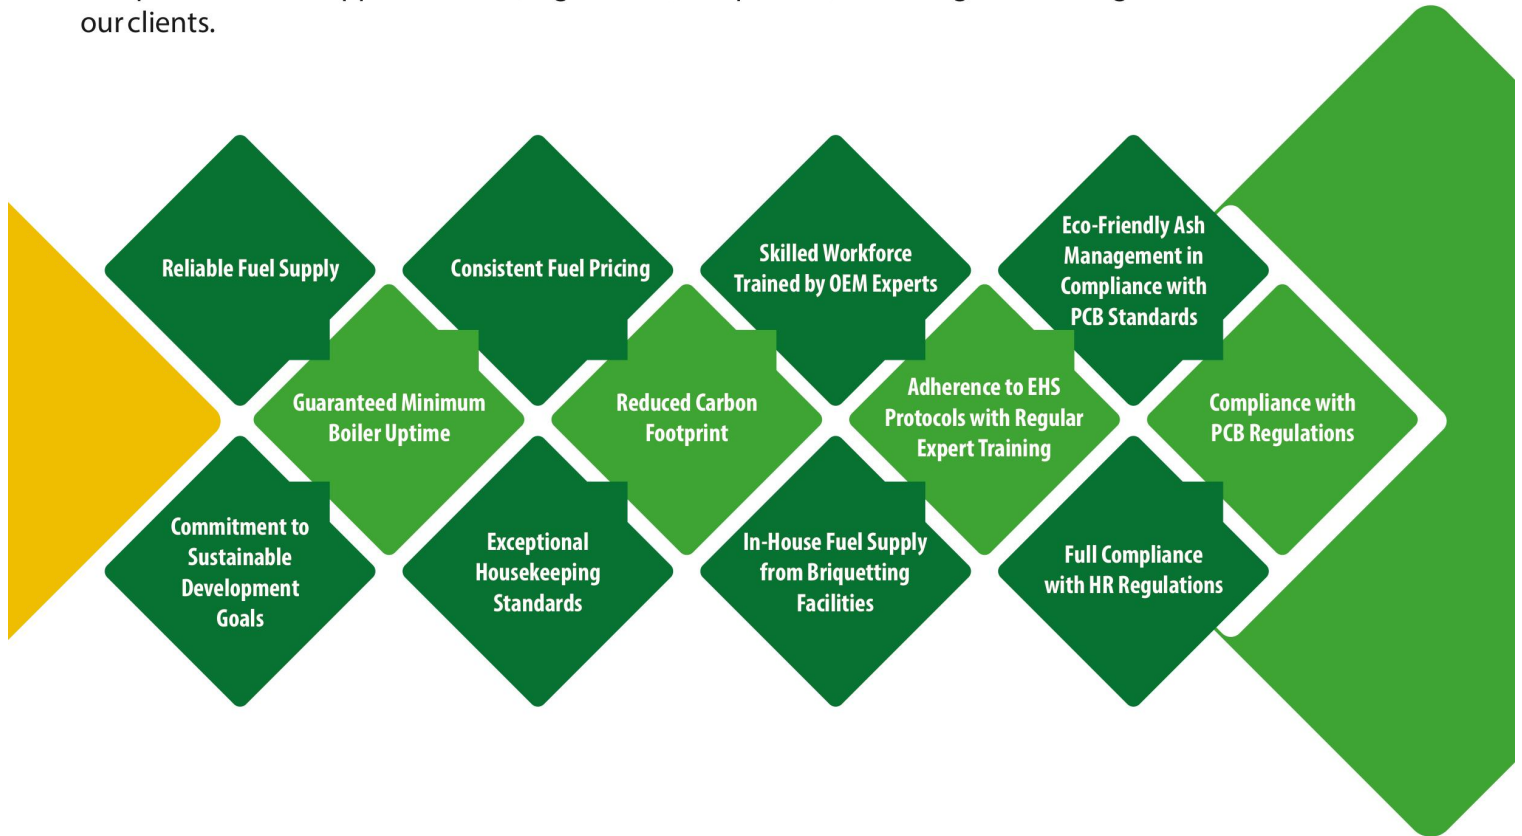 our clients.
Reliable Fuel Supply
Consistent Fuel Pricing
Skilled Workforce
Trained by OEM Experts
Eco-Friendly Ash
Management in
Compliance with
PCB Standards
Guaranteed Minimum
Boiler Uptime
Reduced Carbon
Footprint
Adherence to EHS
Protocols with Regular
Expert Training
Compliance with
PCB Regulations
Commitment to
Sustainable
Development
Goals
Exceptional
Housekeeping
Standards
In-House Fuel Supply
from Briquetting
Facilities
Full Compliance
with HR Regulations